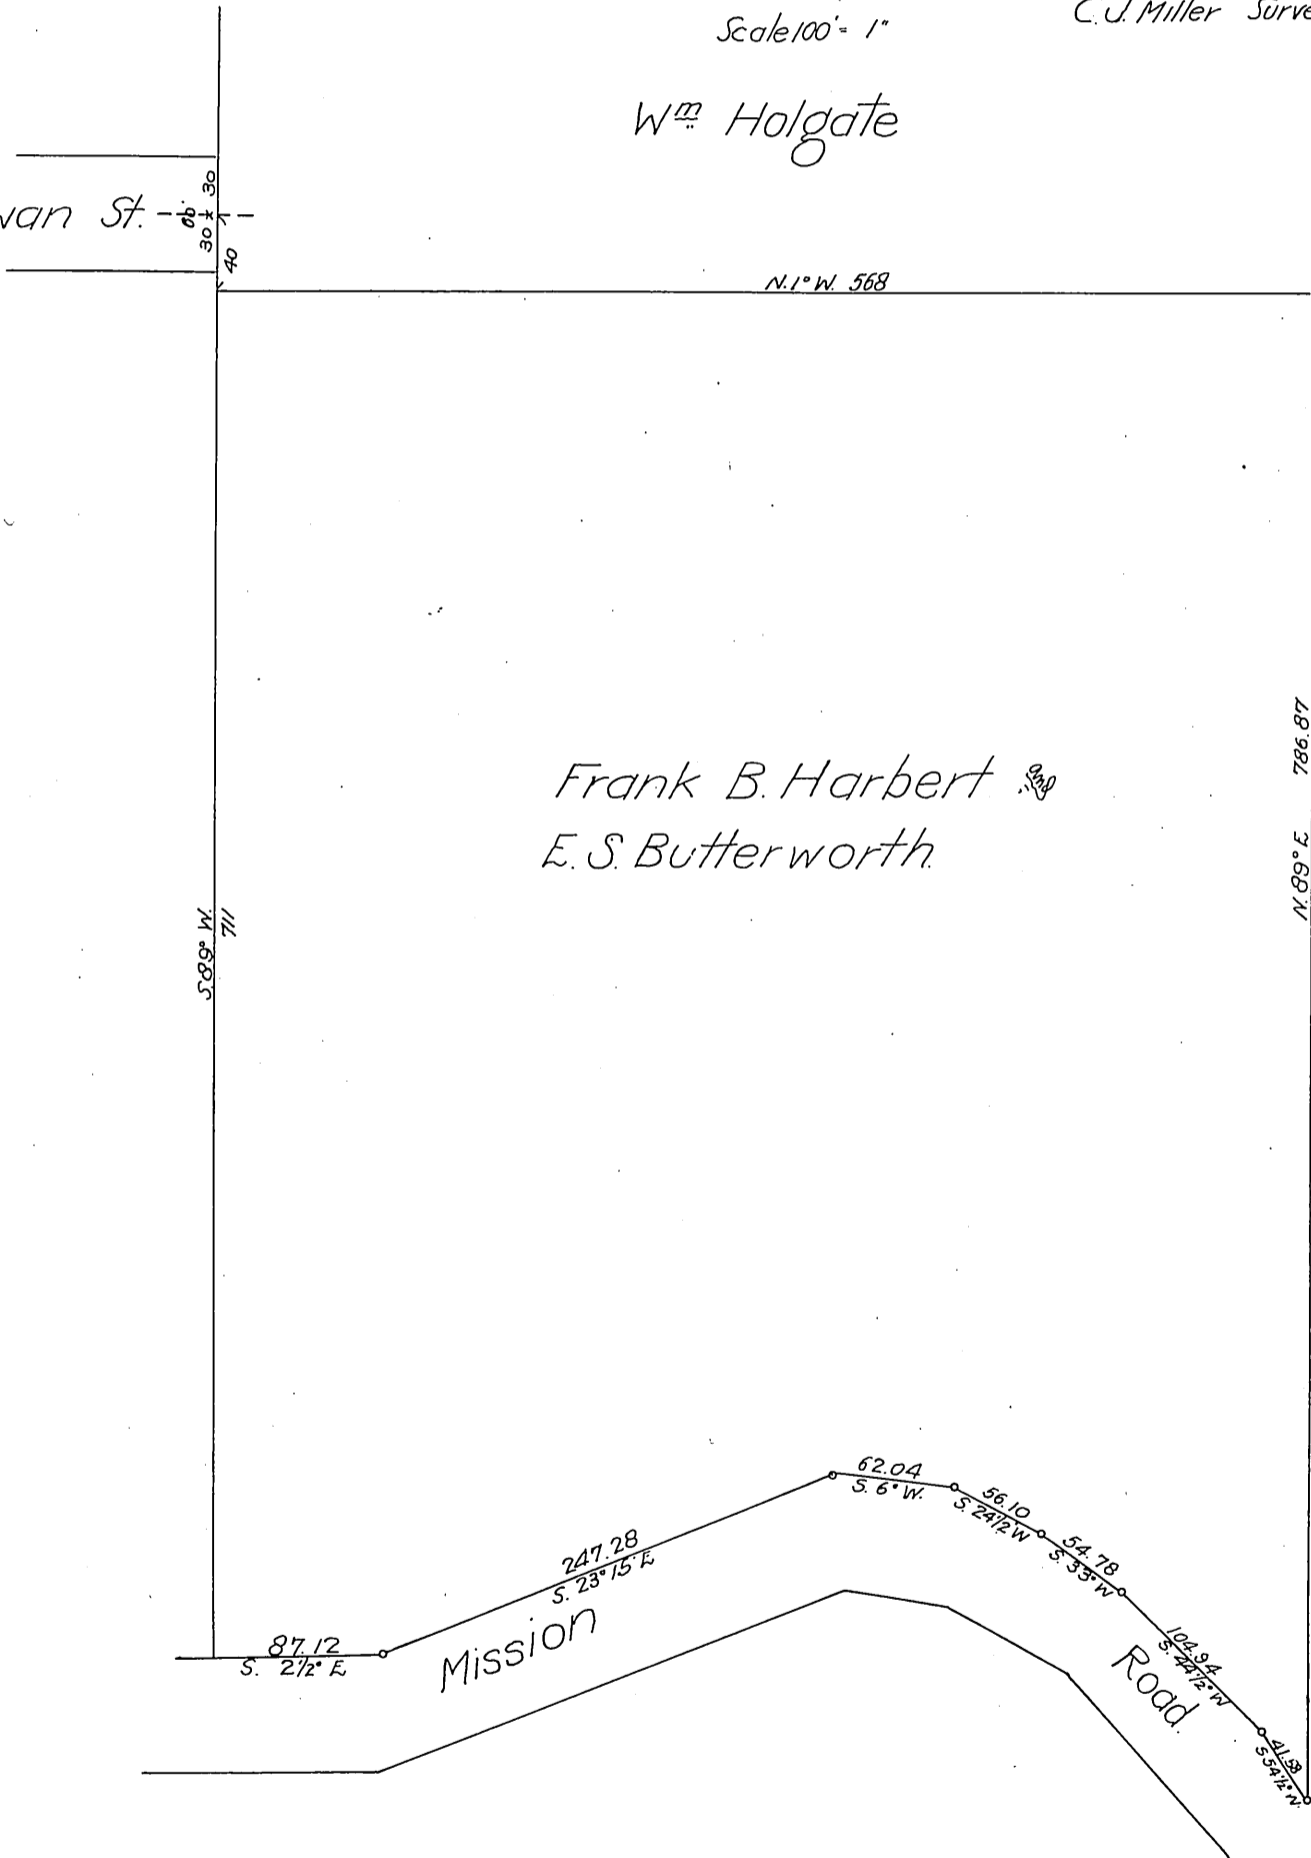 Scale 100' = 1"
C.J. Miller Surve
Wm Holgate
van St.
60'
30
30
40
N. 1° W. 568
Frank B. Harbert and
E. S. Butterworth.
S. 89° W.
711
N. 89° E 786.87
62.04
S. 6° W.
56.10
S. 24½ W
54.78
S. 33° W
247.28
S. 23° 15' E
87.12
S. 2½° E
Mission
Road.
104.94
S. 44½° W
41.58
S 54½° W.